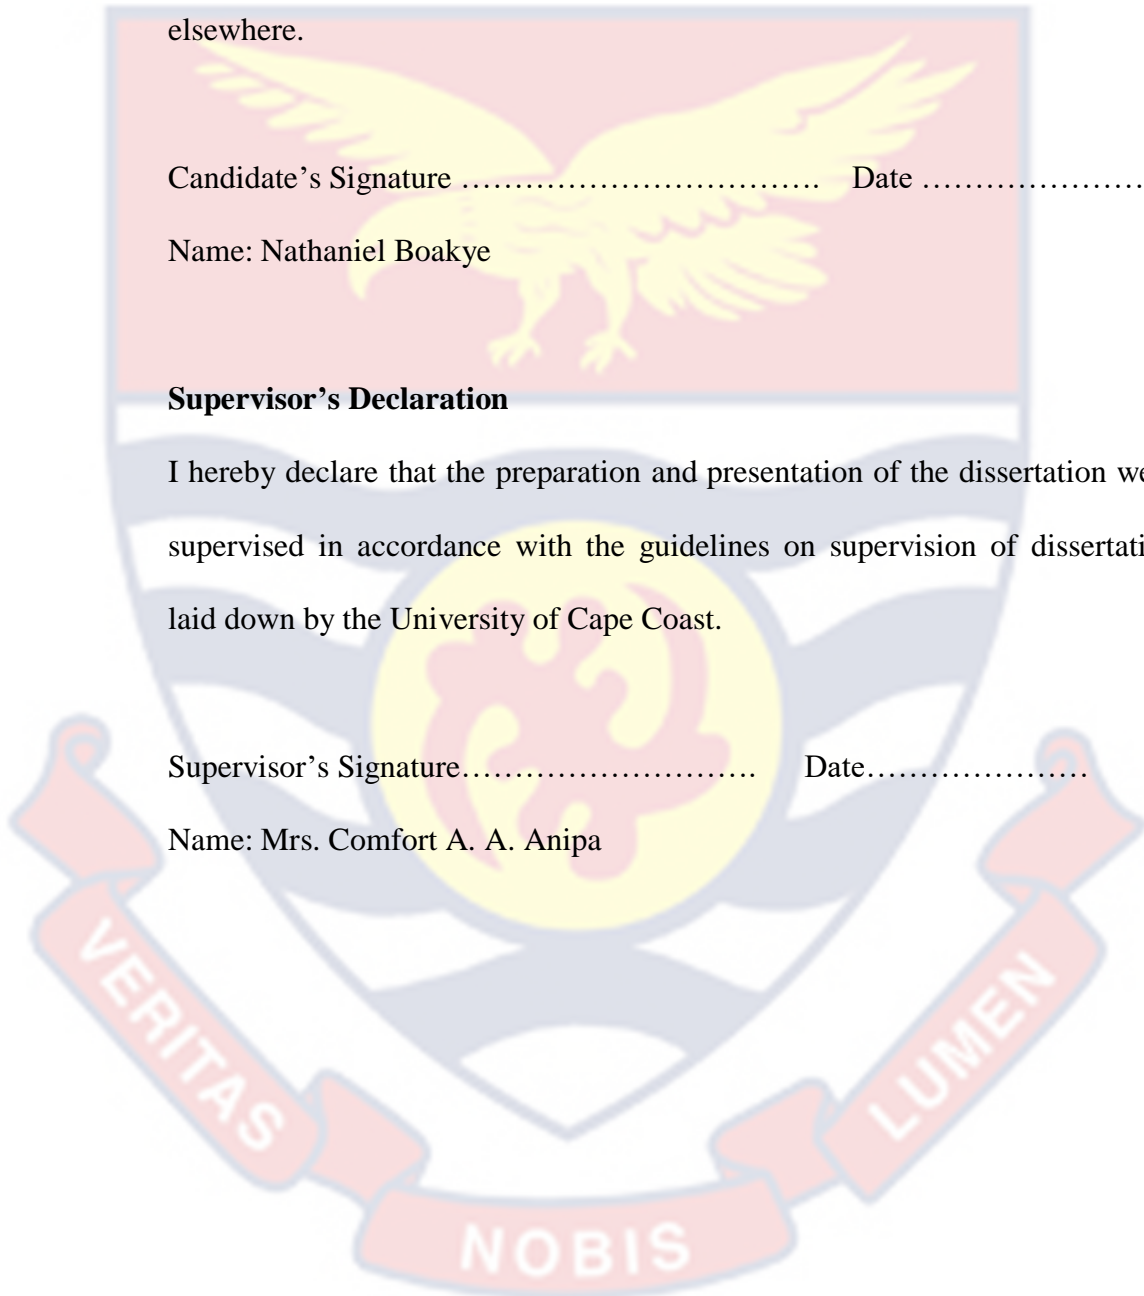 elsewhere.
Candidate’s Signature ……………………………. Date …………………
Name: Nathaniel Boakye
Supervisor’s Declaration
I hereby declare that the preparation and presentation of the dissertation we
supervised in accordance with the guidelines on supervision of dissertati
laid down by the University of Cape Coast.
Supervisor’s Signature………………………. Date…………………
Name: Mrs. Comfort A. A. Anipa
VERITAS
NOBIS
LUMEN